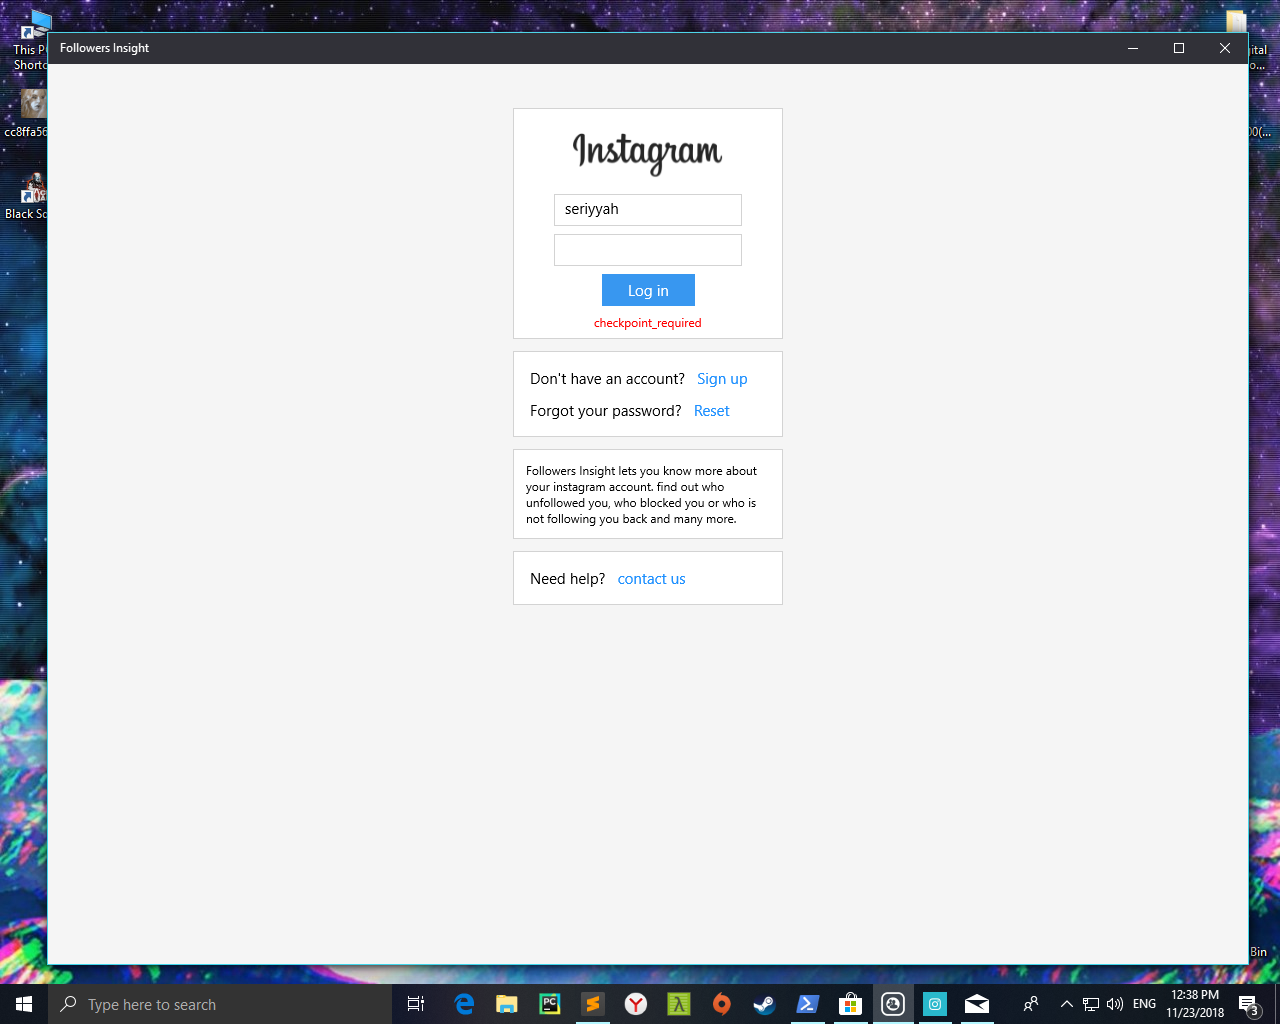 This P
Shortc
cc8ffa56
Black So
Followers Insight
Instagram
seriyyah
Log in
checkpoint_required
Don't have an account? Sign up
Forgot your password? Reset
Followers Insight lets you know more about
your instagram account. find out who
unfollowed you, who blocked you or who is
not following you back and many more.
Need help? contact us
ital
o...
00(...
Bin
Type here to search
PC
ENG
12:38 PM
11/23/2018
3